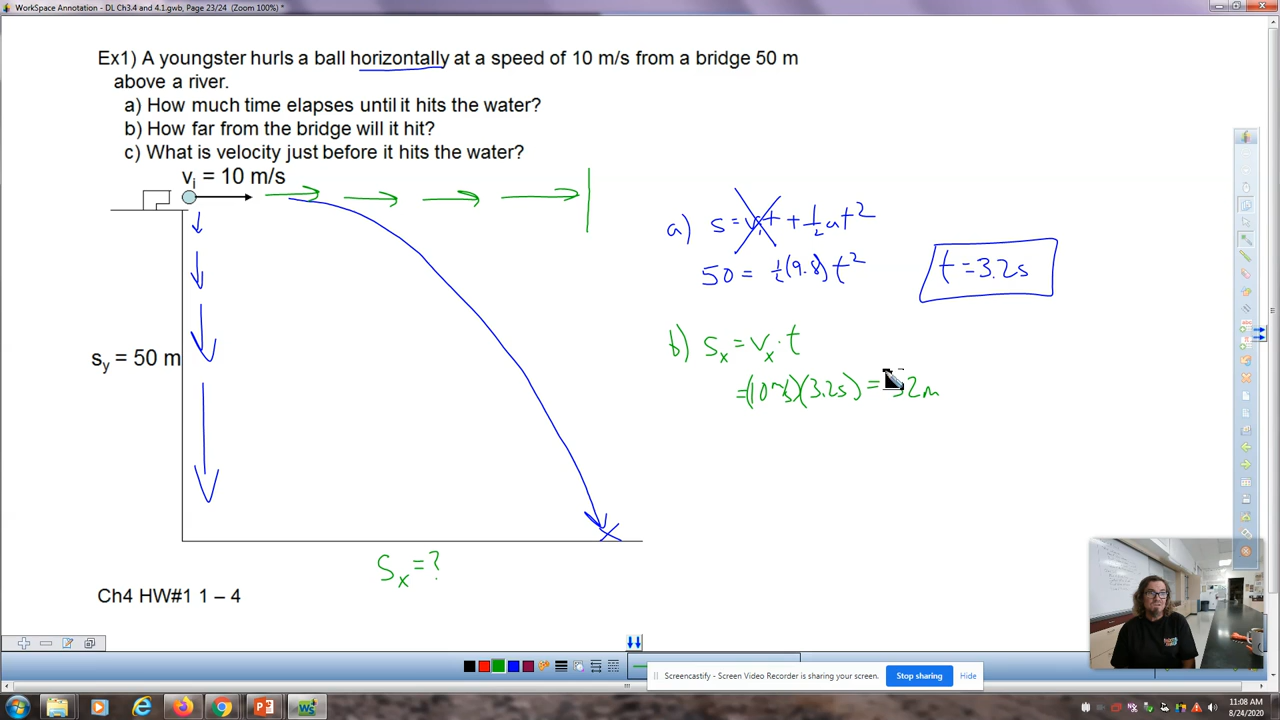 WorkSpace Annotation - DL Ch3.4 and 4.1.gwb, Page 23/24 (Zoom 100%) *
Ex1) A youngster hurls a ball horizontally at a speed of 10 m/s from a bridge 50 m
above a river.
a) How much time elapses until it hits the water?
b) How far from the bridge will it hit?
c) What is velocity just before it hits the water?
vi = 10 m/s
a) s = vit + ½at²
50 = ½(9.8)t²
t = 3.2s
b) sx = vx · t
= (10 m/s)(3.2s) = 32m
sy = 50 m
Sx = ?
Ch4 HW#1 1 – 4
Screencastify - Screen Video Recorder is sharing your screen.
Stop sharing
Hide
11:08 AM
8/24/2020